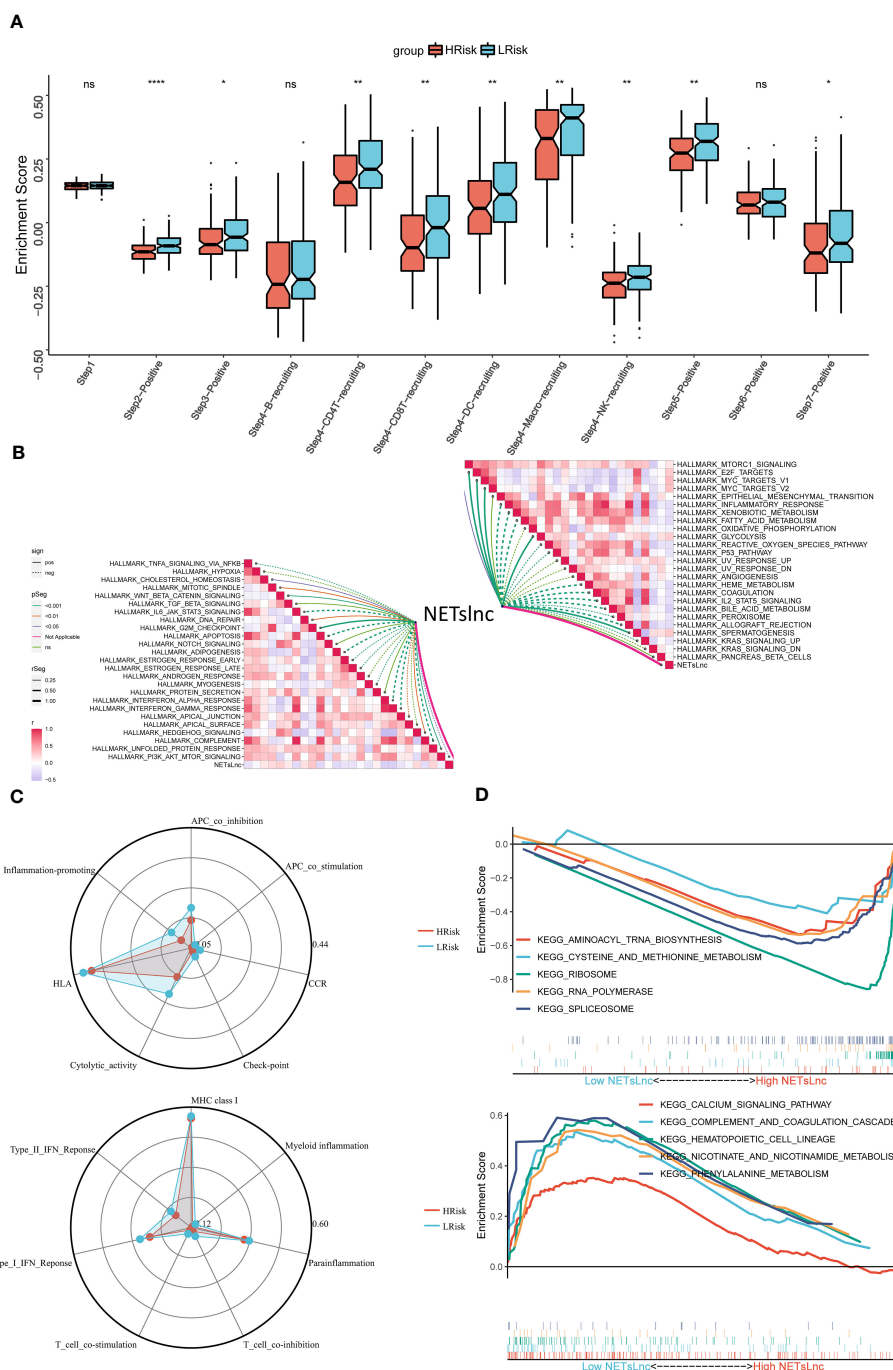 A
group HRisk LRisk
ns **** * ns ** ** ** ** ** ** ns *
Enrichment Score
0.50
0.25
0.00
−0.25
−0.50
Step1
Step2−Positive
Step3−Positive
Step4−B−recruiting
Step4−CD4T−recruiting
Step4−CD8T−recruiting
Step4−DC−recruiting
Step4−Macro−recruiting
Step4−NK−recruiting
Step5−Positive
Step6−Positive
Step7−Positive
B
HALLMARK_MTORC1_SIGNALING
HALLMARK_E2F_TARGETS
HALLMARK_MYC_TARGETS_V1
HALLMARK_MYC_TARGETS_V2
HALLMARK_EPITHELIAL_MESENCHYMAL_TRANSITION
HALLMARK_INFLAMMATORY_RESPONSE
HALLMARK_XENOBIOTIC_METABOLISM
HALLMARK_FATTY_ACID_METABOLISM
HALLMARK_OXIDATIVE_PHOSPHORYLATION
HALLMARK_GLYCOLYSIS
HALLMARK_REACTIVE_OXYGEN_SPECIES_PATHWAY
HALLMARK_P53_PATHWAY
HALLMARK_UV_RESPONSE_UP
HALLMARK_UV_RESPONSE_DN
HALLMARK_ANGIOGENESIS
HALLMARK_HEME_METABOLISM
HALLMARK_COAGULATION
HALLMARK_IL2_STAT5_SIGNALING
HALLMARK_BILE_ACID_METABOLISM
HALLMARK_PEROXISOME
HALLMARK_ALLOGRAFT_REJECTION
HALLMARK_SPERMATOGENESIS
HALLMARK_KRAS_SIGNALING_UP
HALLMARK_KRAS_SIGNALING_DN
HALLMARK_PANCREAS_BETA_CELLS
NETsLnc
NETslnc
sign
pos
neg
pSeg
<0.001
<0.01
<0.05
Not Applicable
ns
rSeg
0.25
0.50
1.00
r
1.0
0.5
0.0
−0.5
HALLMARK_TNFA_SIGNALING_VIA_NFKB
HALLMARK_HYPOXIA
HALLMARK_CHOLESTEROL_HOMEOSTASIS
HALLMARK_MITOTIC_SPINDLE
HALLMARK_WNT_BETA_CATENIN_SIGNALING
HALLMARK_TGF_BETA_SIGNALING
HALLMARK_IL6_JAK_STAT3_SIGNALING
HALLMARK_DNA_REPAIR
HALLMARK_G2M_CHECKPOINT
HALLMARK_APOPTOSIS
HALLMARK_NOTCH_SIGNALING
HALLMARK_ADIPOGENESIS
HALLMARK_ESTROGEN_RESPONSE_EARLY
HALLMARK_ESTROGEN_RESPONSE_LATE
HALLMARK_ANDROGEN_RESPONSE
HALLMARK_MYOGENESIS
HALLMARK_PROTEIN_SECRETION
HALLMARK_INTERFERON_ALPHA_RESPONSE
HALLMARK_INTERFERON_GAMMA_RESPONSE
HALLMARK_APICAL_JUNCTION
HALLMARK_APICAL_SURFACE
HALLMARK_HEDGEHOG_SIGNALING
HALLMARK_COMPLEMENT
HALLMARK_UNFOLDED_PROTEIN_RESPONSE
HALLMARK_PI3K_AKT_MTOR_SIGNALING
NETsLnc
C
APC_co_inhibition
APC_co_stimulation
Inflammation-promoting
0.44
HLA
CCR
Cytolytic_activity
Check-point
HRisk
LRisk
MHC class I
Myeloid inflammation
Type_II_IFN_Reponse
0.60
Parainflammation
T_cell_co-stimulation
T_cell_co-inhibition
HRisk
LRisk
D
Enrichment Score
0.0
−0.2
−0.4
−0.6
−0.8
KEGG_AMINOACYL_TRNA_BIOSYNTHESIS
KEGG_CYSTEINE_AND_METHIONINE_METABOLISM
KEGG_RIBOSOME
KEGG_RNA_POLYMERASE
KEGG_SPLICEOSOME
Low NETsLnc<-------------->High NETsLnc
Enrichment Score
0.6
0.4
0.2
0.0
KEGG_CALCIUM_SIGNALING_PATHWAY
KEGG_COMPLEMENT_AND_COAGULATION_CASCADE
KEGG_HEMATOPOIETIC_CELL_LINEAGE
KEGG_NICOTINATE_AND_NICOTINAMIDE_METABOLIS
KEGG_PHENYLALANINE_METABOLISM
Low NETsLnc<-------------->High NETsLnc